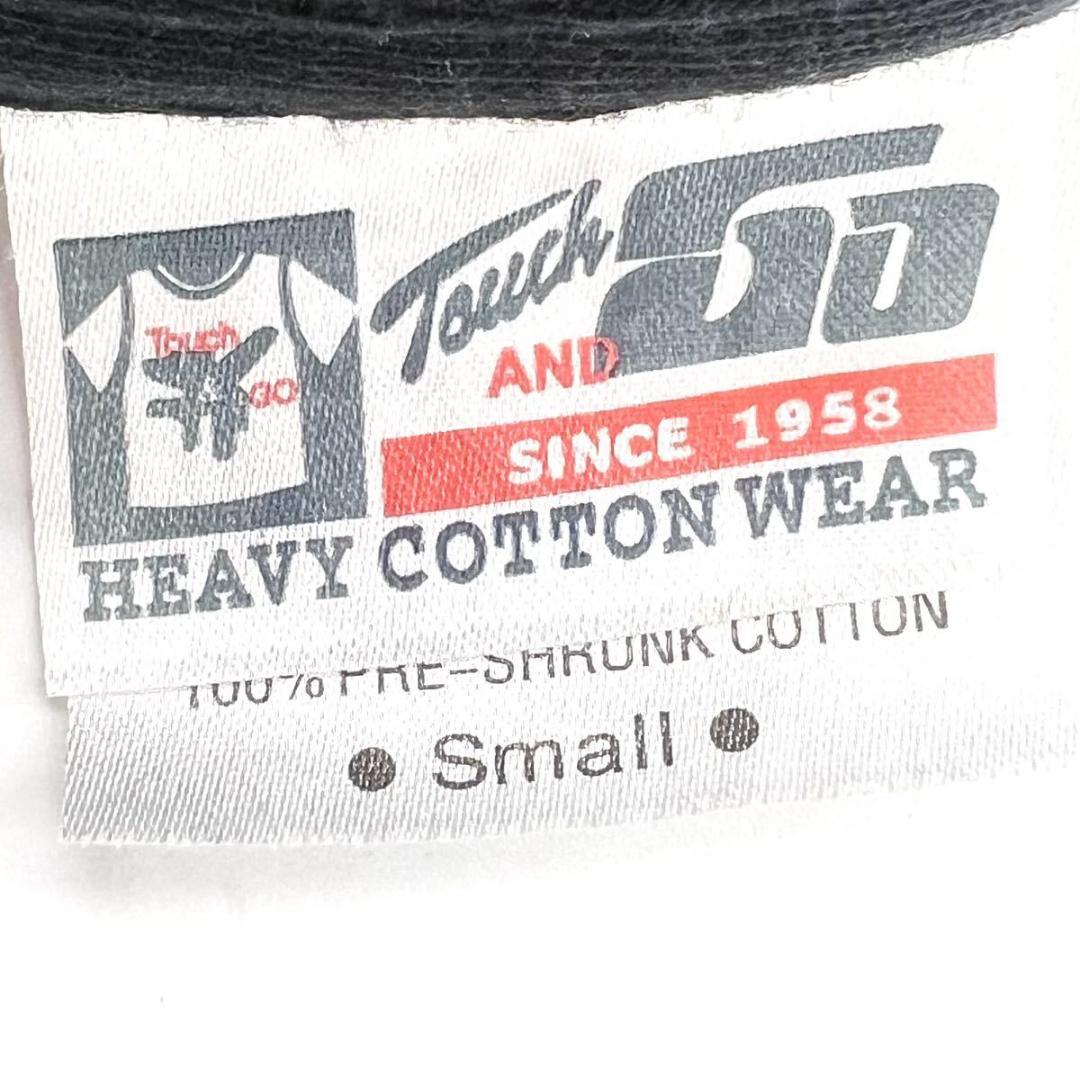 Touch
GO
Touch
AND
GO
SINCE 1958
HEAVY COTTON WEAR
100% PRE-SHRUNK COTTON
• Small •